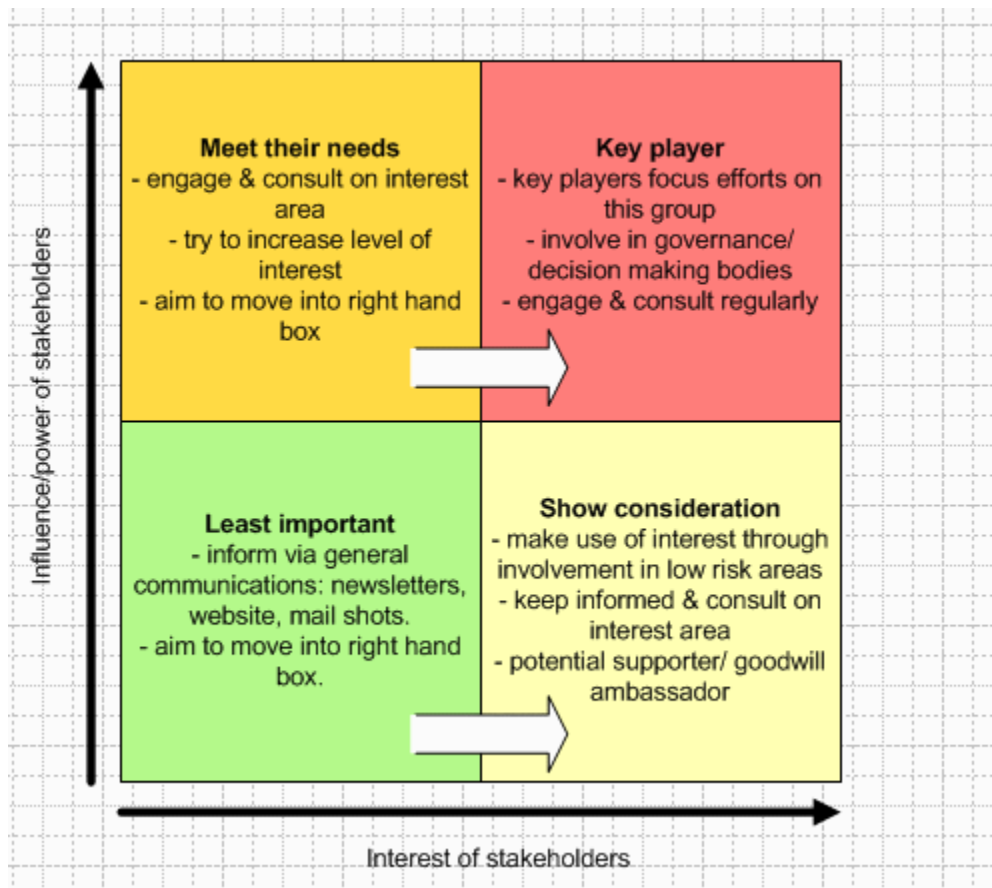 Meet their needs
- engage & consult on interest
area
- try to increase level of
interest
- aim to move into right hand
box
Key player
- key players focus efforts on
this group
- involve in governance/
decision making bodies
- engage & consult regularly
Influence/power of stakeholders
Least important
- inform via general
communications: newsletters,
website, mail shots.
- aim to move into right hand
box.
Show consideration
- make use of interest through
involvement in low risk areas
- keep informed & consult on
interest area
- potential supporter/ goodwill
ambassador
Interest of stakeholders